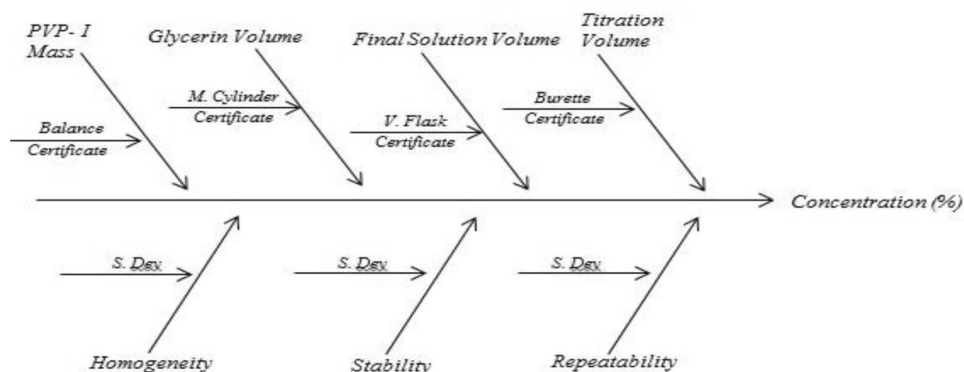 PVP- I
Mass
Glycerin Volume
Final Solution Volume
Titration
Volume
M. Cylinder
Certificate
Burette
Certificate
Balance
Certificate
V. Flask
Certificate
Concentration (%)
S. Dev
S. Dev
S. Dev
Homogeneity
Stability
Repeatability